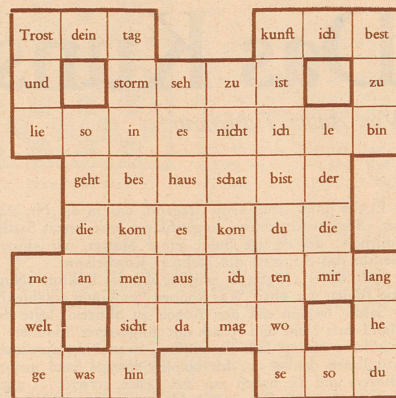 Trost dein tag kunft ich best
und storm seh zu ist zu
lie so in es nicht ich le bin
geht bes haus schat bist der
die kom es kom du die
me an men aus ich ten mir lang
welt sicht da mag wo he
ge was hin se so du